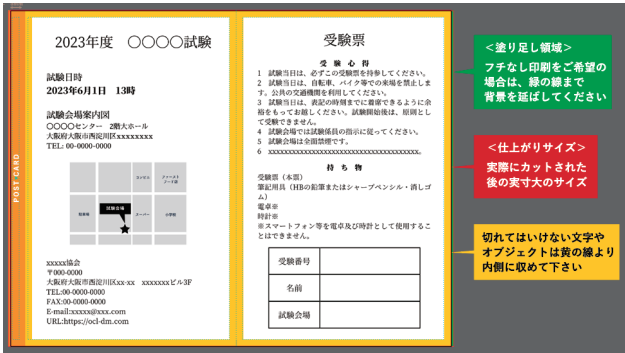 POST CARD
2023年度　〇〇〇〇試験
試験日時
2023年6月1日　13時
試験会場案内図
〇〇〇〇センター　2階大ホール
大阪府大阪市西淀川区xxxxxxxx
TEL: 000-0000-0000
コンビニ
ファースト
フード店
駐車場
試験会場
スーパー
小学校
xxxxx協会
〒000-0000
大阪府大阪市西淀川区xx-xx　xxxxxxxビル3F
TEL:00-0000-0000
FAX:00-0000-0000
E-mail:xxxxx@xxx.com
URL:https://ocl-dm.com
受験票
受 験 心 得
1　試験当日は、必ずこの受験票を持参してください。
2　試験当日は、自転車、バイク等での来場を禁止しま
す。公共の交通機関を利用してください。
3　試験当日は、表記の時刻までに着席できるように余
裕をもってお越しください。試験開始後は、原則とし
て受験できません。
4　試験会場では試験係員の指示に従ってください。
5　試験会場は全面禁煙です。
6　xxxxxxxxxxxxxxxxxxxxxxxxxxxxxxxxxxxx.
持 ち 物
受験票（本票）
筆記用具（HBの鉛筆またはシャープペンシル・消しゴ
ム）
電卓※
時計※
※スマートフォン等を電卓及び時計として使用するこ
とはできません。
受験番号
名前
試験会場
＜塗り足し領域＞
フチなし印刷をご希望の
場合は、緑の線まで
背景を延ばしてください
＜仕上がりサイズ＞
実際にカットされた
後の実寸大のサイズ
切れてはいけない文字や
オブジェクトは黄の線より
内側に収めて下さい